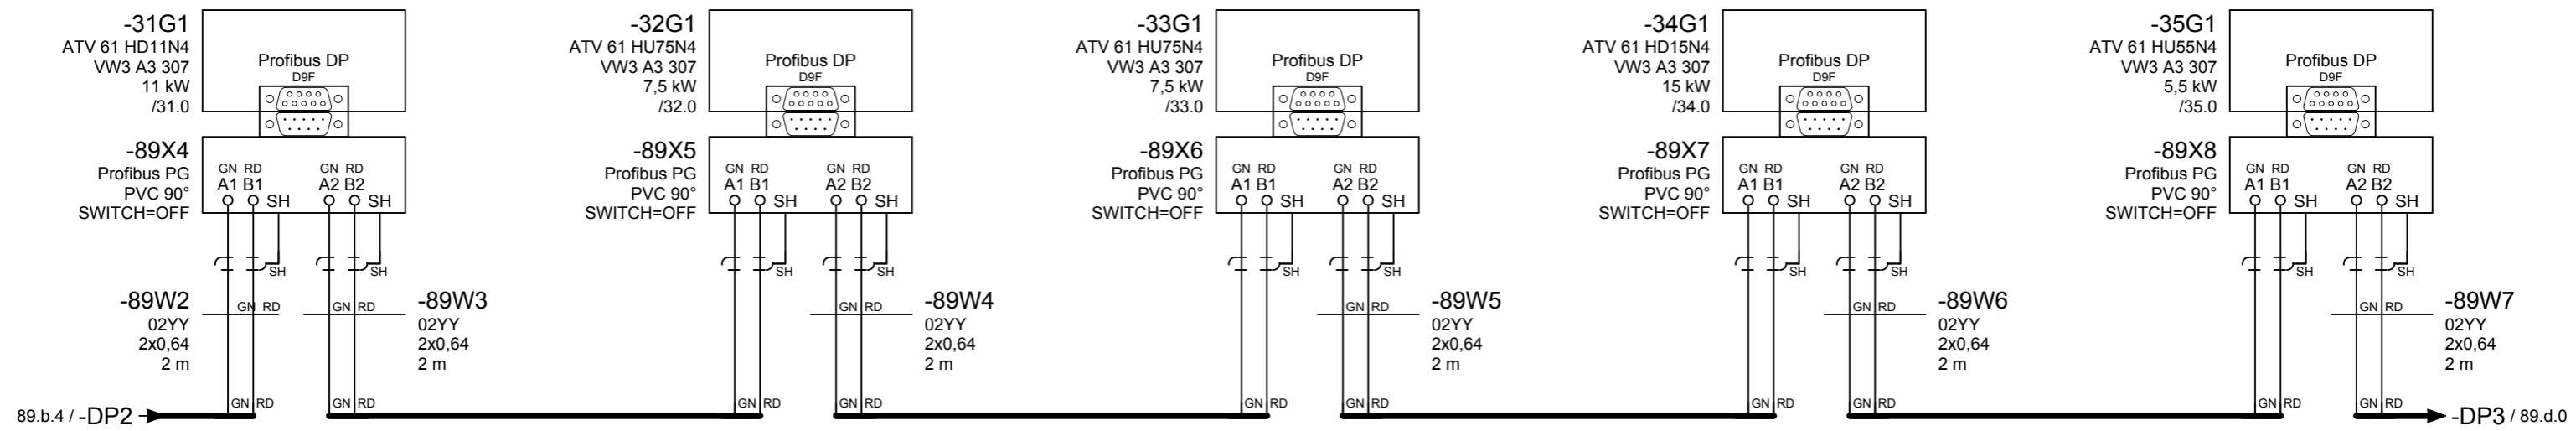 -31G1
ATV 61 HD11N4
VW3 A3 307
11 kW
/31.0
Profibus DP
D9F
-32G1
ATV 61 HU75N4
VW3 A3 307
7,5 kW
/32.0
Profibus DP
D9F
-33G1
ATV 61 HU75N4
VW3 A3 307
7,5 kW
/33.0
Profibus DP
D9F
-34G1
ATV 61 HD15N4
VW3 A3 307
15 kW
/34.0
Profibus DP
D9F
-35G1
ATV 61 HU55N4
VW3 A3 307
5,5 kW
/35.0
Profibus DP
D9F
-89X4
Profibus PG
PVC 90°
SWITCH=OFF
GN RD GN RD
A1 B1 A2 B2
SH SH
-89X5
Profibus PG
PVC 90°
SWITCH=OFF
GN RD GN RD
A1 B1 A2 B2
SH SH
-89X6
Profibus PG
PVC 90°
SWITCH=OFF
GN RD GN RD
A1 B1 A2 B2
SH SH
-89X7
Profibus PG
PVC 90°
SWITCH=OFF
GN RD GN RD
A1 B1 A2 B2
SH SH
-89X8
Profibus PG
PVC 90°
SWITCH=OFF
GN RD GN RD
A1 B1 A2 B2
SH SH
SH SH SH SH SH SH SH SH SH SH
-89W2
02YY
2x0,64
2 m
GN RD
GN RD
-89W3
02YY
2x0,64
2 m
GN RD
-89W4
02YY
2x0,64
2 m
GN RD
-89W5
02YY
2x0,64
2 m
GN RD
-89W6
02YY
2x0,64
2 m
GN RD
-89W7
02YY
2x0,64
2 m
89.b.4 / -DP2
GN RD GN RD GN RD GN RD GN RD GN RD GN RD GN RD GN RD GN RD
-DP3 / 89.d.0